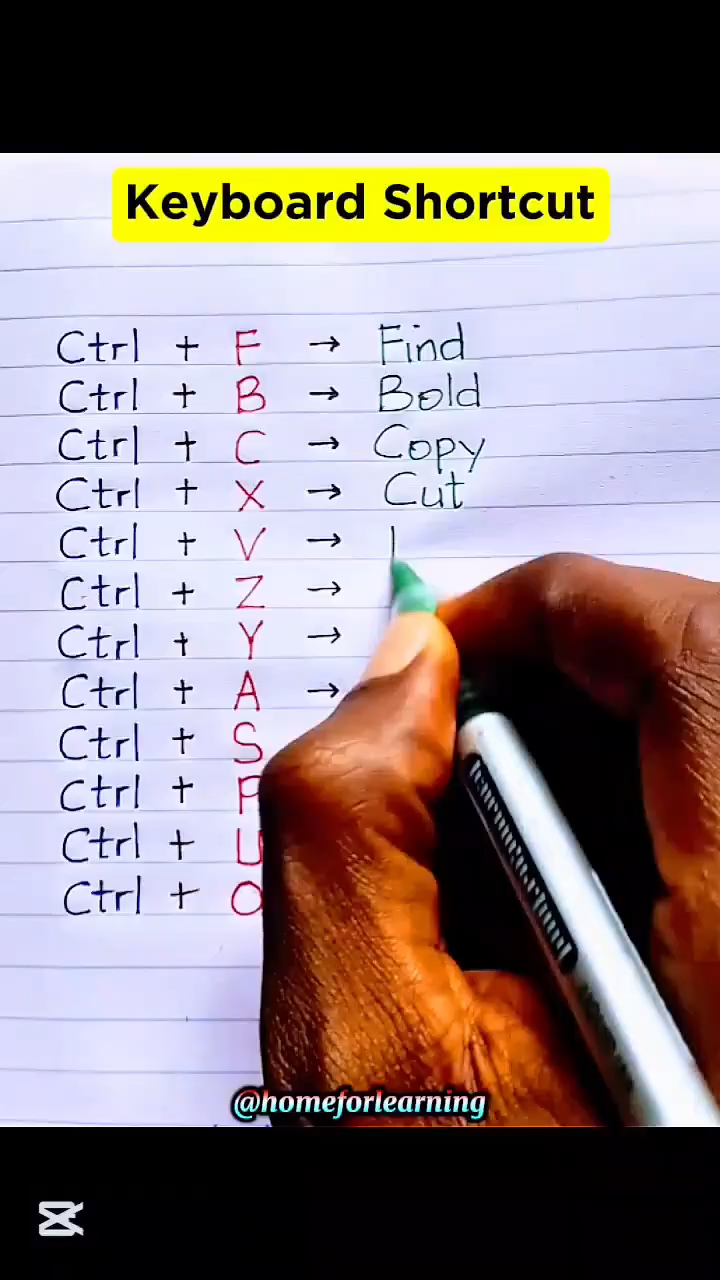 Keyboard Shortcut
Ctrl + F → Find
Ctrl + B → Bold
Ctrl + C → Copy
Ctrl + X → Cut
Ctrl + V →
Ctrl + Z →
Ctrl + Y →
Ctrl + A →
Ctrl + S
Ctrl + P
Ctrl + U
Ctrl + O
@homeforlearning